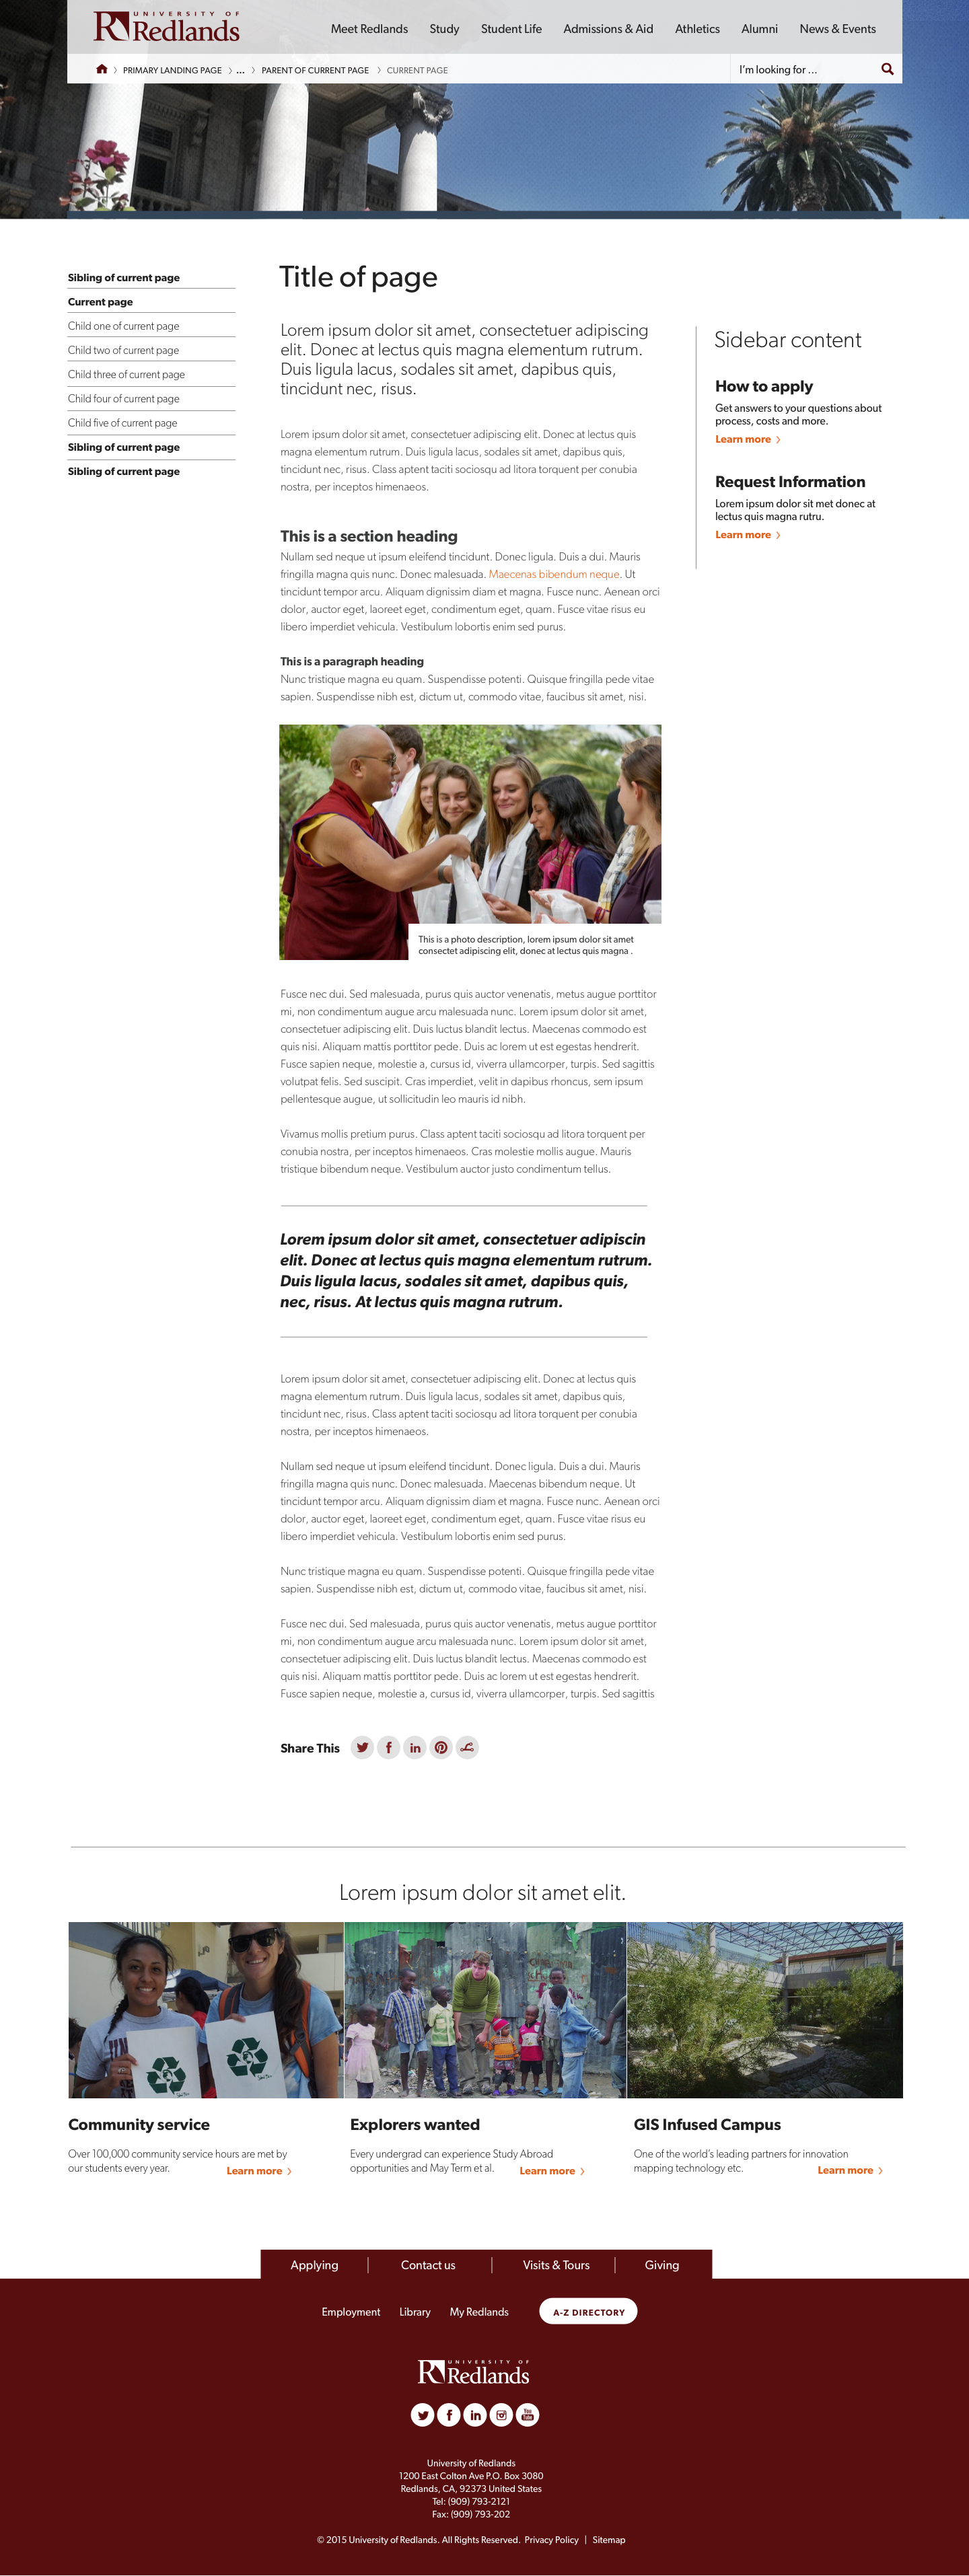 UNIVERSITY OF
Redlands
Meet Redlands Study Student Life Admissions & Aid Athletics Alumni News & Events
PRIMARY LANDING PAGE ... PARENT OF CURRENT PAGE CURRENT PAGE
I'm looking for ...
Sibling of current page
Current page
Child one of current page
Child two of current page
Child three of current page
Child four of current page
Child five of current page
Sibling of current page
Sibling of current page
Title of page
Lorem ipsum dolor sit amet, consectetuer adipiscing
elit. Donec at lectus quis magna elementum rutrum.
Duis ligula lacus, sodales sit amet, dapibus quis,
tincidunt nec, risus.
Lorem ipsum dolor sit amet, consectetuer adipiscing elit. Donec at lectus quis
magna elementum rutrum. Duis ligula lacus, sodales sit amet, dapibus quis,
tincidunt nec, risus. Class aptent taciti sociosqu ad litora torquent per conubia
nostra, per inceptos himenaeos.
This is a section heading
Nullam sed neque ut ipsum eleifend tincidunt. Donec ligula. Duis a dui. Mauris
fringilla magna quis nunc. Donec malesuada. Maecenas bibendum neque. Ut
tincidunt tempor arcu. Aliquam dignissim diam et magna. Fusce nunc. Aenean orci
dolor, auctor eget, laoreet eget, condimentum eget, quam. Fusce vitae risus eu
libero imperdiet vehicula. Vestibulum lobortis enim sed purus.
This is a paragraph heading
Nunc tristique magna eu quam. Suspendisse potenti. Quisque fringilla pede vitae
sapien. Suspendisse nibh est, dictum ut, commodo vitae, faucibus sit amet, nisi.
This is a photo description, lorem ipsum dolor sit amet
consectet adipiscing elit, donec at lectus quis magna .
Fusce nec dui. Sed malesuada, purus quis auctor venenatis, metus augue porttitor
mi, non condimentum augue arcu malesuada nunc. Lorem ipsum dolor sit amet,
consectetuer adipiscing elit. Duis luctus blandit lectus. Maecenas commodo est
quis nisi. Aliquam mattis porttitor pede. Duis ac lorem ut est egestas hendrerit.
Fusce sapien neque, molestie a, cursus id, viverra ullamcorper, turpis. Sed sagittis
volutpat felis. Sed suscipit. Cras imperdiet, velit in dapibus rhoncus, sem ipsum
pellentesque augue, ut sollicitudin leo mauris id nibh.
Vivamus mollis pretium purus. Class aptent taciti sociosqu ad litora torquent per
conubia nostra, per inceptos himenaeos. Cras molestie mollis augue. Mauris
tristique bibendum neque. Vestibulum auctor justo condimentum tellus.
Lorem ipsum dolor sit amet, consectetuer adipiscin
elit. Donec at lectus quis magna elementum rutrum.
Duis ligula lacus, sodales sit amet, dapibus quis,
nec, risus. At lectus quis magna rutrum.
Lorem ipsum dolor sit amet, consectetuer adipiscing elit. Donec at lectus quis
magna elementum rutrum. Duis ligula lacus, sodales sit amet, dapibus quis,
tincidunt nec, risus. Class aptent taciti sociosqu ad litora torquent per conubia
nostra, per inceptos himenaeos.
Nullam sed neque ut ipsum eleifend tincidunt. Donec ligula. Duis a dui. Mauris
fringilla magna quis nunc. Donec malesuada. Maecenas bibendum neque. Ut
tincidunt tempor arcu. Aliquam dignissim diam et magna. Fusce nunc. Aenean orci
dolor, auctor eget, laoreet eget, condimentum eget, quam. Fusce vitae risus eu
libero imperdiet vehicula. Vestibulum lobortis enim sed purus.
Nunc tristique magna eu quam. Suspendisse potenti. Quisque fringilla pede vitae
sapien. Suspendisse nibh est, dictum ut, commodo vitae, faucibus sit amet, nisi.
Fusce nec dui. Sed malesuada, purus quis auctor venenatis, metus augue porttitor
mi, non condimentum augue arcu malesuada nunc. Lorem ipsum dolor sit amet,
consectetuer adipiscing elit. Duis luctus blandit lectus. Maecenas commodo est
quis nisi. Aliquam mattis porttitor pede. Duis ac lorem ut est egestas hendrerit.
Fusce sapien neque, molestie a, cursus id, viverra ullamcorper, turpis. Sed sagittis
Share This
Sidebar content
How to apply
Get answers to your questions about
process, costs and more.
Learn more
Request Information
Lorem ipsum dolor sit met donec at
lectus quis magna rutru.
Learn more
Lorem ipsum dolor sit amet elit.
Community service
Over 100,000 community service hours are met by
our students every year. Learn more
Explorers wanted
Every undergrad can experience Study Abroad
opportunities and May Term et al. Learn more
GIS Infused Campus
One of the world's leading partners for innovation
mapping technology etc. Learn more
Applying Contact us Visits & Tours Giving
Employment Library My Redlands A-Z DIRECTORY
UNIVERSITY OF
Redlands
You Tube
University of Redlands
1200 East Colton Ave P.O. Box 3080
Redlands, CA, 92373 United States
Tel: (909) 793-2121
Fax: (909) 793-202
© 2015 University of Redlands. All Rights Reserved. Privacy Policy | Sitemap